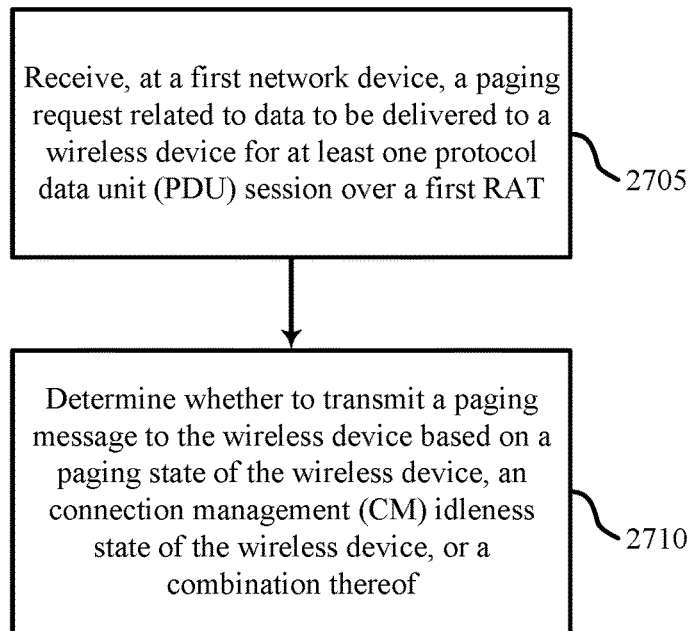 Receive, at a first network device, a paging
request related to data to be delivered to a
wireless device for at least one protocol
data unit (PDU) session over a first RAT
2705
Determine whether to transmit a paging
message to the wireless device based on a
paging state of the wireless device, an
connection management (CM) idleness
state of the wireless device, or a
combination thereof
2710